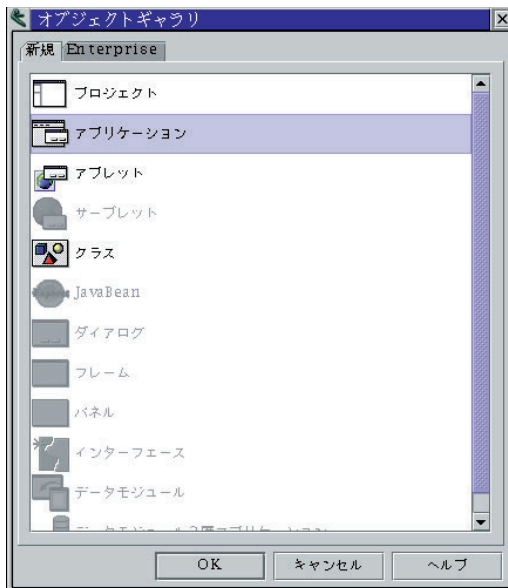 オブジェクトギャラリ
新規 Enterprise
プロジェクト
アプリケーション
アプレット
サーブレット
クラス
JavaBean
ダイアログ
フレーム
パネル
インターフェース
データモジュール
OK キャンセル ヘルプ